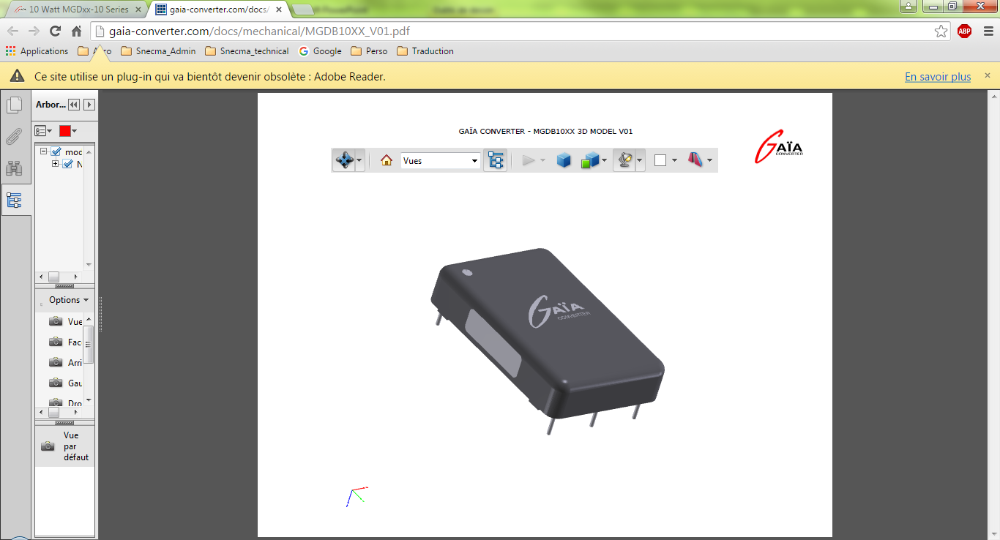 10 Watt MGDxx-10 Series
gaia-converter.com/docs/
gaia-converter.com/docs/mechanical/MGDB10XX_V01.pdf
ABP
Applications
Snecma_Admin
Snecma_technical
Google
Perso
Traduction
Ce site utilise un plug-in qui va bientôt devenir obsolète : Adobe Reader.
En savoir plus
Arbor...
moc
N
Options
Vue
Fac
Arri
Gau
Dro
Vue
par
défaut
GAÏA CONVERTER - MGDB10XX 3D MODEL V01
GAÏA
CONVERTER
Vues
GAÏA
CONVERTER